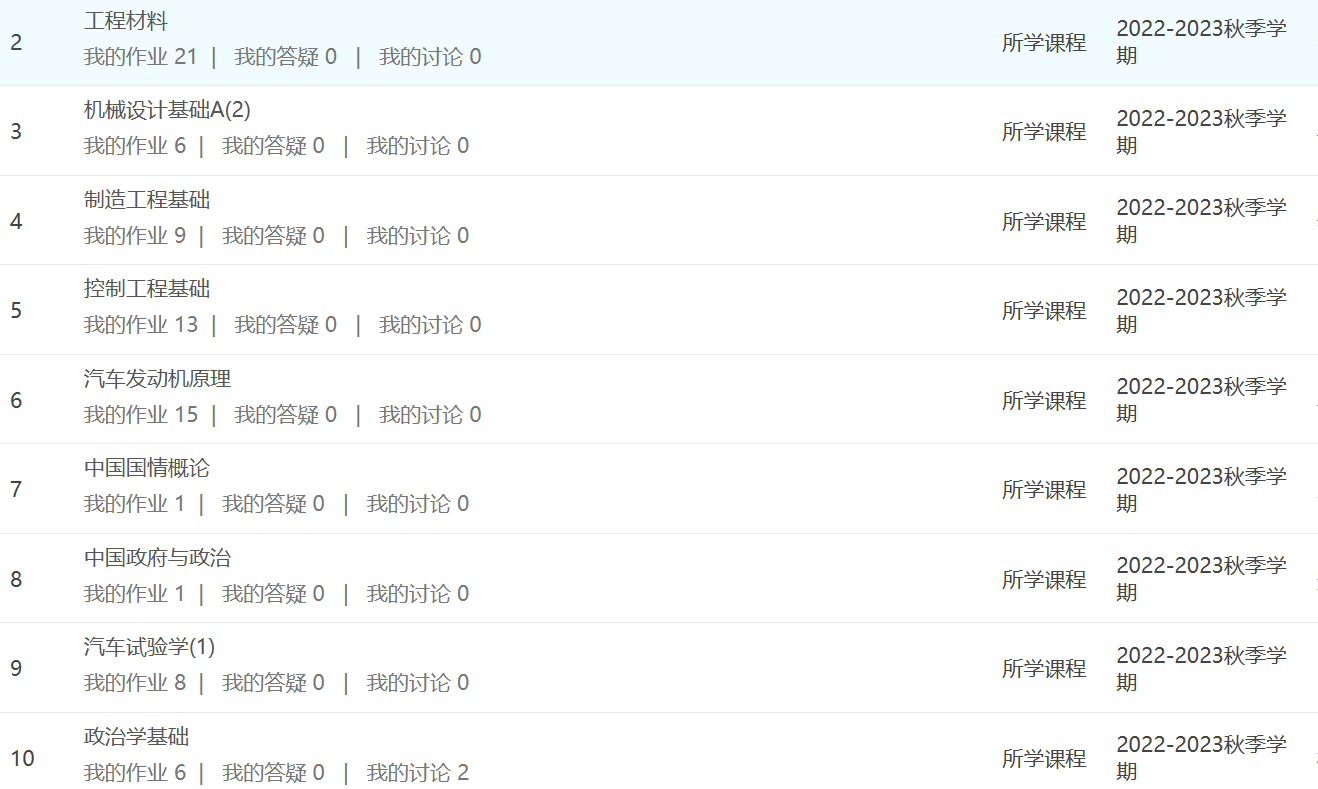 2
工程材料
我的作业 21 | 我的答疑 0 | 我的讨论 0
所学课程
2022-2023秋季学
期
3
机械设计基础A(2)
我的作业 6 | 我的答疑 0 | 我的讨论 0
所学课程
2022-2023秋季学
期
4
制造工程基础
我的作业 9 | 我的答疑 0 | 我的讨论 0
所学课程
2022-2023秋季学
期
5
控制工程基础
我的作业 13 | 我的答疑 0 | 我的讨论 0
所学课程
2022-2023秋季学
期
6
汽车发动机原理
我的作业 15 | 我的答疑 0 | 我的讨论 0
所学课程
2022-2023秋季学
期
7
中国国情概论
我的作业 1 | 我的答疑 0 | 我的讨论 0
所学课程
2022-2023秋季学
期
8
中国政府与政治
我的作业 1 | 我的答疑 0 | 我的讨论 0
所学课程
2022-2023秋季学
期
9
汽车试验学(1)
我的作业 8 | 我的答疑 0 | 我的讨论 0
所学课程
2022-2023秋季学
期
10
政治学基础
我的作业 6 | 我的答疑 0 | 我的讨论 2
所学课程
2022-2023秋季学
期